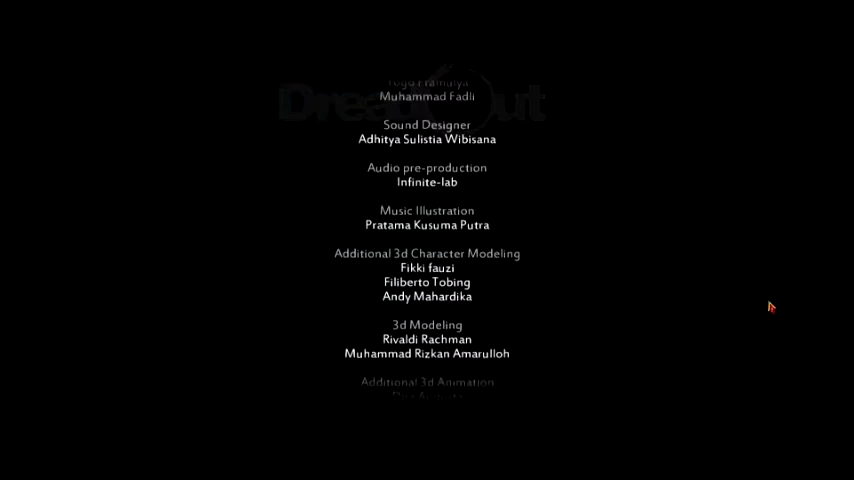 DreadOut
Muhammad Fadli
Sound Designer
Adhitya Sulistia Wibisana
Audio pre-production
Infinite-lab
Music Illustration
Pratama Kusuma Putra
Additional 3d Character Modeling
Fikki fauzi
Filiberto Tobing
Andy Mahardika
3d Modeling
Rivaldi Rachman
Muhammad Rizkan Amarulloh
Additional 3d Animation